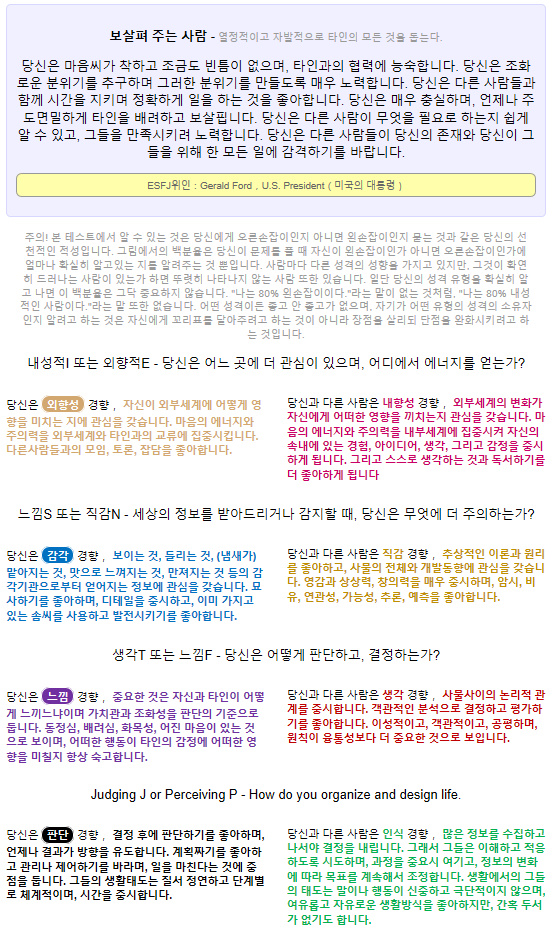 보살펴 주는 사람 - 열정적이고 자발적으로 타인의 모든 것을 돕는다.
당신은 마음씨가 착하고 조금도 빈틈이 없으며, 타인과의 협력에 능숙합니다. 당신은 조화
로운 분위기를 추구하며 그러한 분위기를 만들도록 매우 노력합니다. 당신은 다른 사람들과
함께 시간을 지키며 정확하게 일을 하는 것을 좋아합니다. 당신은 매우 충실하며, 언제나 주
도면밀하게 타인을 배려하고 보살핍니다. 당신은 다른 사람이 무엇을 필요로 하는지 쉽게
알 수 있고, 그들을 만족시키려 노력합니다. 당신은 다른 사람들이 당신의 존재와 당신이 그
들을 위해 한 모든 일에 감격하기를 바랍니다.
ESFJ위인 : Gerald Ford , U.S. President ( 미국의 대통령 )
주의! 본 테스트에서 알 수 있는 것은 당신에게 오른손잡이인지 아니면 왼손잡이인지 묻는 것과 같은 당신의 선
천적인 적성입니다. 그림에서의 백분율은 당신이 문제를 풀 때 자신이 왼손잡이인가 아니면 오른손잡이인가에
얼마나 확실히 알고있는 지를 알려주는 것 뿐입니다. 사람마다 다른 성격의 성향을 가지고 있지만, 그것이 확연
히 드러나는 사람이 있는가 하면 뚜렷히 나타나지 않는 사람 또한 있습니다. 일단 당신의 성격 유형을 확실히 알
고 나면 이 백분율은 그닥 중요하지 않습니다. "나는 80% 왼손잡이이다."라는 말이 없는 것처럼, "나는 80% 내성
적인 사람이다."라는 말 또한 없습니다. 어떤 성격이든 좋고 안 좋고가 없으며, 자기가 어떤 유형의 성격의 소유자
인지 알려고 하는 것은 자신에게 꼬리표를 달아주려고 하는 것이 아니라 장점을 살리되 단점을 완화시키려고 하
는 것입니다.
내성적I 또는 외향적E - 당신은 어느 곳에 더 관심이 있으며, 어디에서 에너지를 얻는가?
당신은 외향성 경향 , 자신이 외부세계에 어떻게 영
향을 미치는 지에 관심을 갖습니다. 마음의 에너지와
주의력을 외부세계와 타인과의 교류에 집중시킵니다.
다른사람들과의 모임, 토론, 잡담을 좋아합니다.
당신과 다른 사람은 내향성 경향 , 외부세계의 변화가
자신에게 어떠한 영향을 끼치는지 관심을 갖습니다. 마
음의 에너지와 주의력을 내부세계에 집중시켜 자신의
속내에 있는 경험, 아이디어, 생각, 그리고 감정을 중시
하게 됩니다. 그리고 스스로 생각하는 것과 독서하기를
더 좋아하게 됩니다
느낌S 또는 직감N - 세상의 정보를 받아드리거나 감지할 때, 당신은 무엇에 더 주의하는가?
당신은 감각 경향 , 보이는 것, 들리는 것, (냄새가)
맡아지는 것, 맛으로 느껴지는 것, 만져지는 것 등의 감
각기관으로부터 얻어지는 정보에 관심을 갖습니다. 묘
사하기를 좋아하며, 디테일을 중시하고, 이미 가지고
있는 솜씨를 사용하고 발전시키기를 좋아합니다.
당신과 다른 사람은 직감 경향 , 추상적인 이론과 원리
를 좋아하고, 사물의 전체와 개발동향에 관심을 갖습니
다. 영감과 상상력, 창의력을 매우 중시하며, 암시, 비
유, 연관성, 가능성, 추론, 예측을 좋아합니다.
생각T 또는 느낌F - 당신은 어떻게 판단하고, 결정하는가?
당신은 느낌 경향 , 중요한 것은 자신과 타인이 어떻
게 느끼느냐이며 가치관과 조화성을 판단의 기준으로
둡니다. 동정심, 배려심, 화목성, 어진 마음이 있는 것
으로 보이며, 어떠한 행동이 타인의 감정에 어떠한 영
향을 미칠지 항상 숙고합니다.
당신과 다른 사람은 생각 경향 , 사물사이의 논리적 관
계를 중시합니다. 객관적인 분석으로 결정하고 평가하
기를 좋아합니다. 이성적이고, 객관적이고, 공평하며,
원칙이 융통성보다 더 중요한 것으로 보입니다.
Judging J or Perceiving P - How do you organize and design life.
당신은 판단 경향 , 결정 후에 판단하기를 좋아하며,
언제나 결과가 방향을 유도합니다. 계획짜기를 좋아하
고 관리나 제어하기를 바라며, 일을 마친다는 것에 중
점을 둡니다. 그들의 생활태도는 질서 정연하고 단계별
로 체계적이며, 시간을 중시합니다.
당신과 다른 사람은 인식 경향 , 많은 정보를 수집하고
나서야 결정을 내립니다. 그래서 그들은 이해하고 적응
하도록 시도하며, 과정을 중요시 여기고, 정보의 변화
에 따라 목표를 계속해서 조정합니다. 생활에서의 그들
의 태도는 말이나 행동이 신중하고 극단적이지 않으며,
여유롭고 자유로운 생활방식을 좋아하지만, 간혹 두서
가 없기도 합니다.